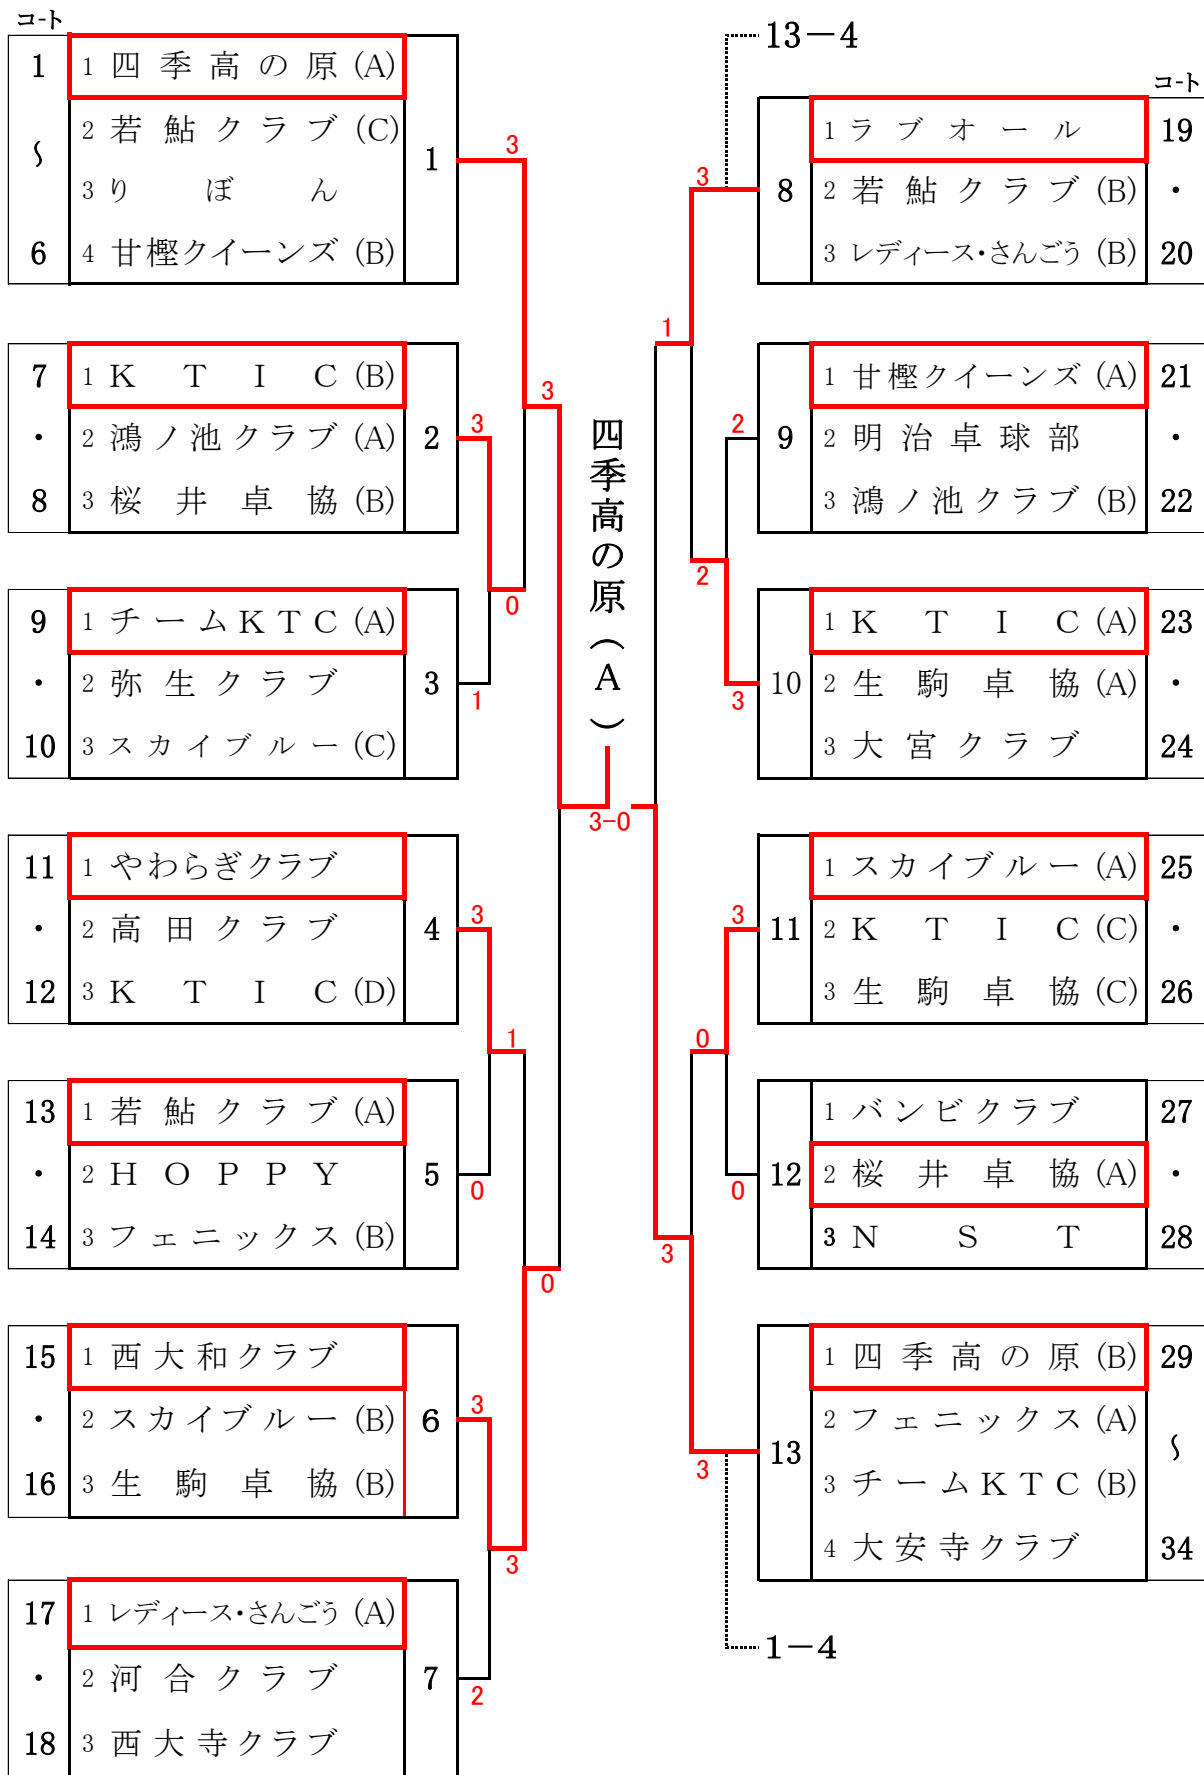 コート
1 1 四季高の原 (A)
2 若鮎クラブ (C)
〜
3 りぼん
6 4 甘樫クイーンズ (B)
1
3
7 1 KTIC (B)
・ 2 鴻ノ池クラブ (A)
8 3 桜井卓協 (B)
2
3
3
9 1 チームKTC (A)
・ 2 弥生クラブ
10 3 スカイブルー (C)
3
0
1
11 1 やわらぎクラブ
・ 2 高田クラブ
12 3 KTIC (D)
4
3
1
13 1 若鮎クラブ (A)
・ 2 HOPPY
14 3 フェニックス (B)
5
0
0
15 1 西大和クラブ
・ 2 スカイブルー (B)
16 3 生駒卓協 (B)
6
3
3
17 1 レディース・さんごう (A)
・ 2 河合クラブ
18 3 西大寺クラブ
7
2
四季高の原(A)
3-0
13-4
コート
1 ラブオール 19
2 若鮎クラブ (B) ・
3 レディース・さんごう (B) 20
8
3
1
1 甘樫クイーンズ (A) 21
2 明治卓球部 ・
3 鴻ノ池クラブ (B) 22
9
2
2
1 KTIC (A) 23
2 生駒卓協 (A) ・
3 大宮クラブ 24
10
3
1 スカイブルー (A) 25
2 KTIC (C) ・
3 生駒卓協 (C) 26
11
3
0
1 バンビクラブ 27
2 桜井卓協 (A) ・
3 NST 28
12
0
3
1 四季高の原 (B) 29
2 フェニックス (A)
〜
3 チームKTC (B)
4 大安寺クラブ 34
13
3
1-4